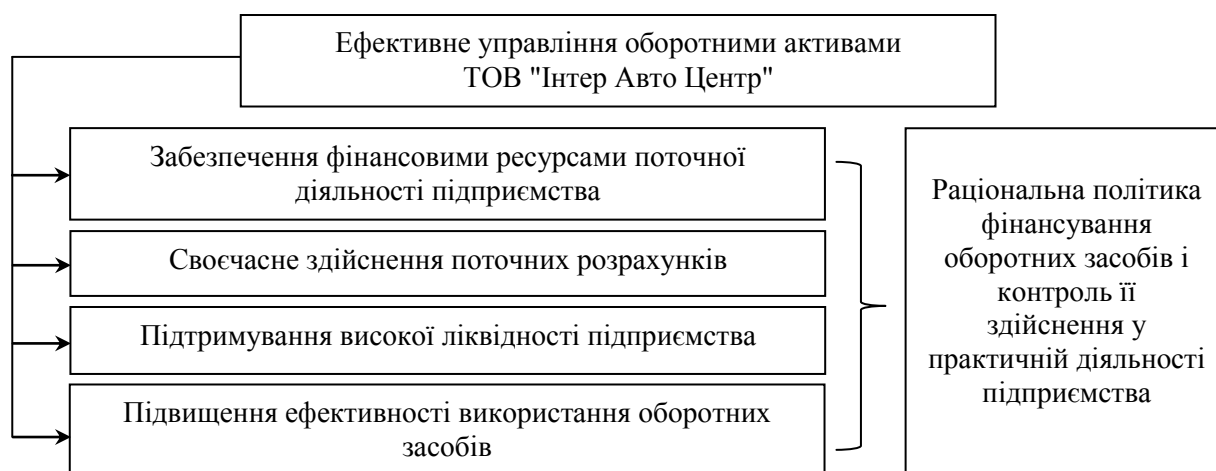 Ефективне управління оборотними активами
ТОВ "Інтер Авто Центр"
Забезпечення фінансовими ресурсами поточної
діяльності підприємства
Своєчасне здійснення поточних розрахунків
Підтримування високої ліквідності підприємства
Підвищення ефективності використання оборотних
засобів
Раціональна політика
фінансування
оборотних засобів і
контроль її
здійснення у
практичній діяльності
підприємства